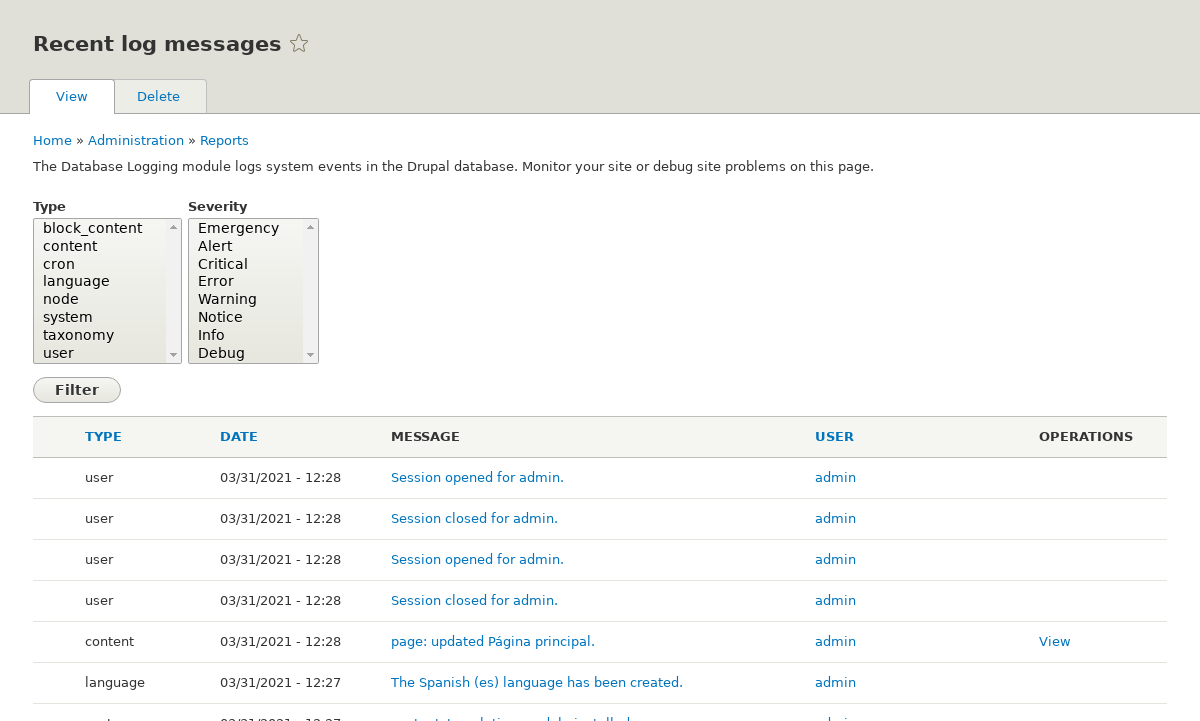 Recent log messages
View Delete
Home » Administration » Reports
The Database Logging module logs system events in the Drupal database. Monitor your site or debug site problems on this page.
Type Severity
block_content Emergency
content Alert
cron Critical
language Error
node Warning
system Notice
taxonomy Info
user Debug
Filter
TYPE DATE MESSAGE USER OPERATIONS
user 03/31/2021 - 12:28 Session opened for admin. admin
user 03/31/2021 - 12:28 Session closed for admin. admin
user 03/31/2021 - 12:28 Session opened for admin. admin
user 03/31/2021 - 12:28 Session closed for admin. admin
content 03/31/2021 - 12:28 page: updated Página principal. admin View
language 03/31/2021 - 12:27 The Spanish (es) language has been created. admin